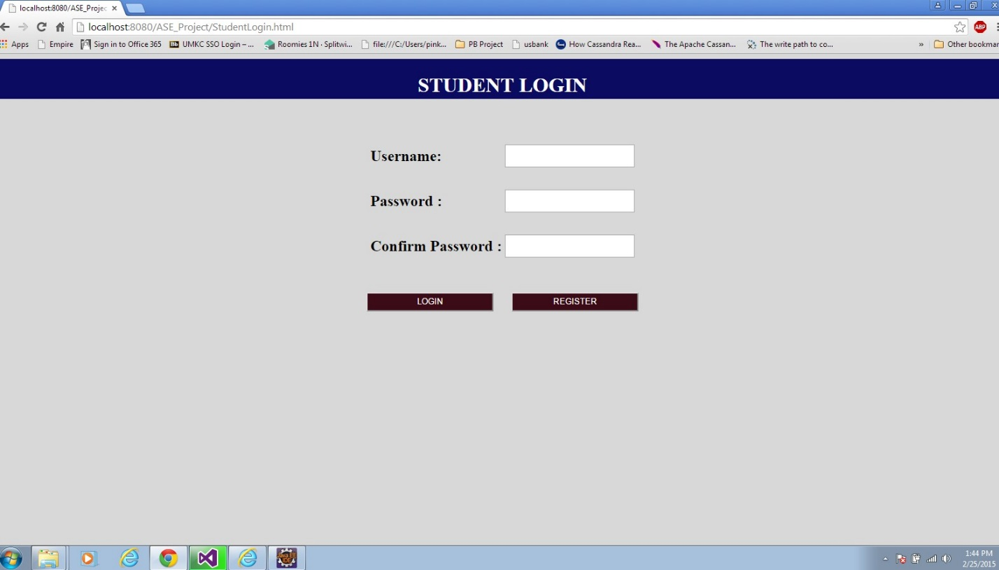 localhost:8080/ASE_Projec
localhost:8080/ASE_Project/StudentLogin.html
ABP
Apps Empire Sign in to Office 365 Bb UMKC SSO Login – ... Roomies 1N · Splitwi... file:///C:/Users/pink... PB Project usbank How Cassandra Rea... The Apache Cassan... The write path to co... » Other bookmar
STUDENT LOGIN
Username:
Password :
Confirm Password :
LOGIN REGISTER
Java EE
IDE
1:44 PM
2/25/2015